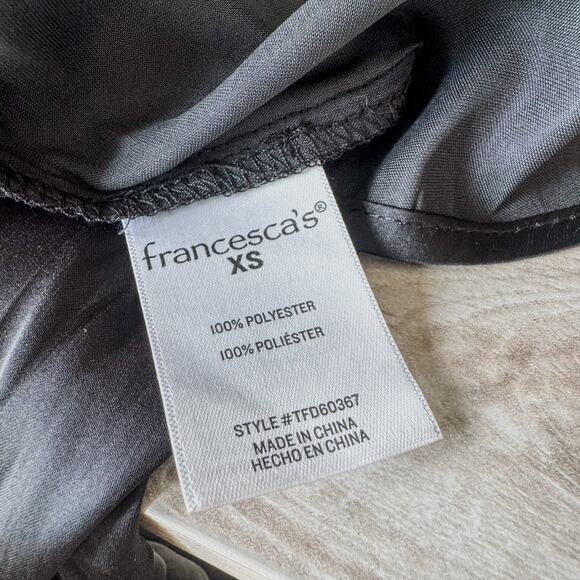 francesca's®
XS
100% POLYESTER
100% POLIÉSTER
STYLE #TFD60367
MADE IN CHINA
HECHO EN CHINA